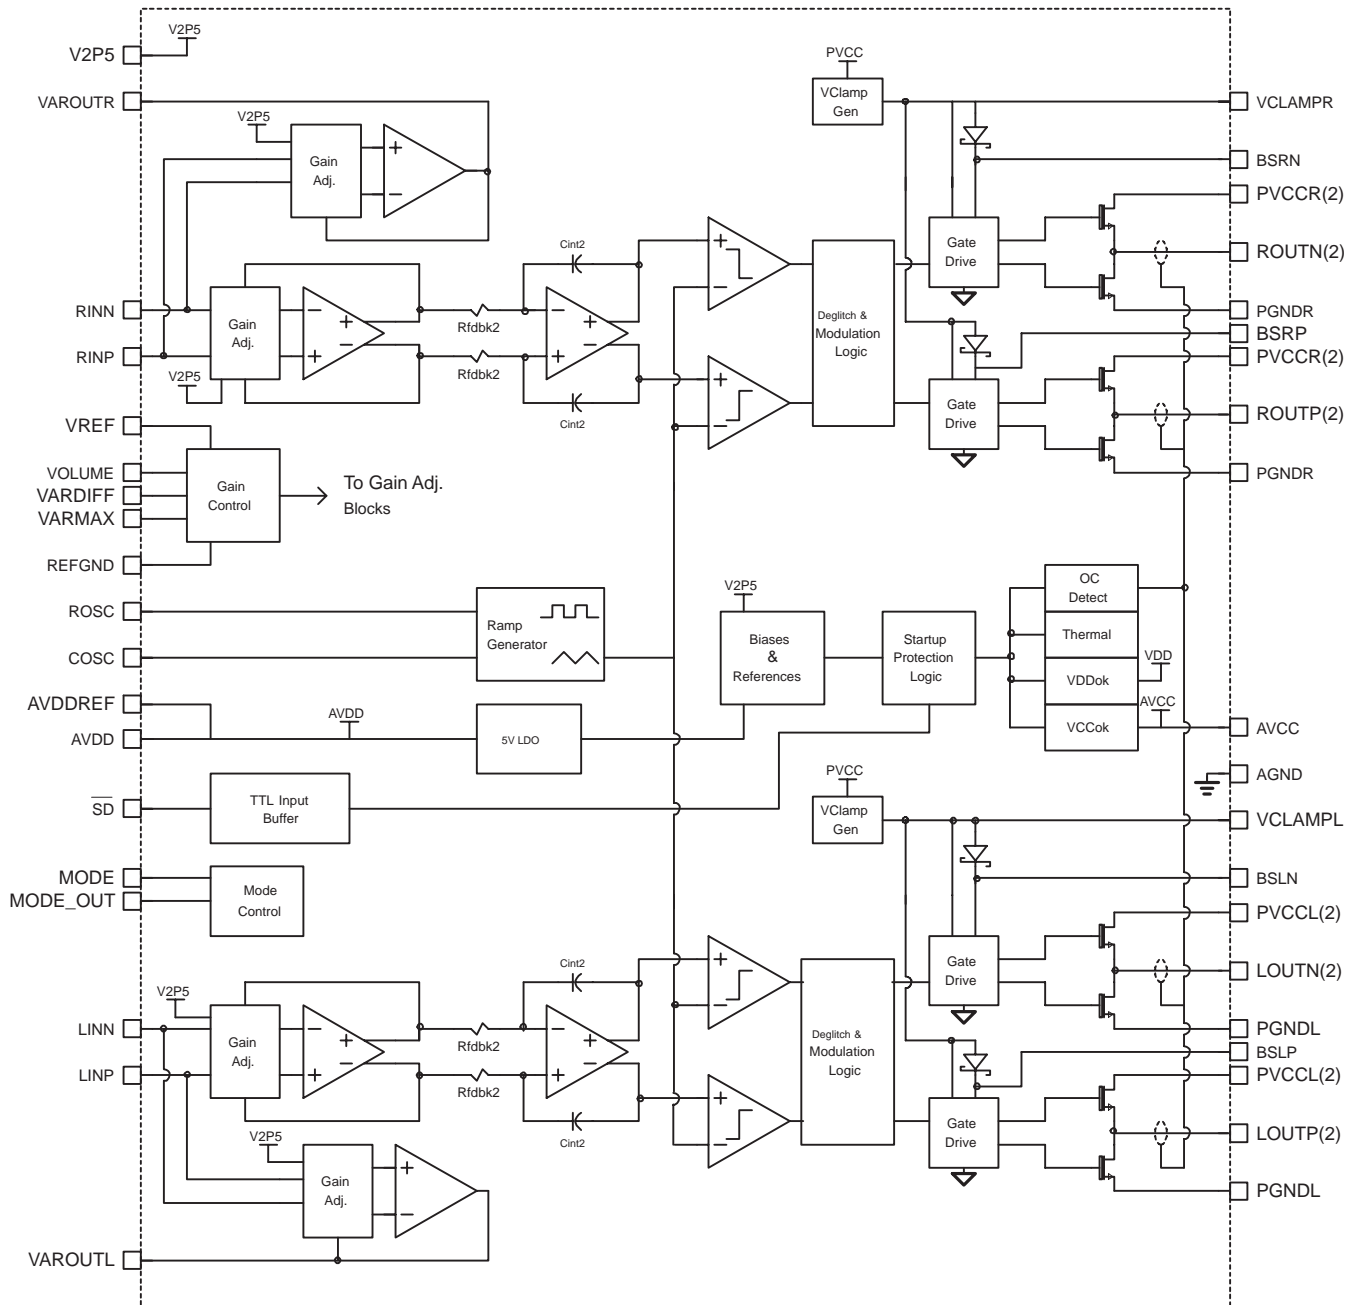 V2P5
V2P5
VAROUTR
V2P5
Gain
Adj.
RINN
RINP
Gain
Adj.
V2P5
Rfdbk2
Rfdbk2
Cint2
Cint2
Deglitch &
Modulation
Logic
PVCC
VClamp
Gen
Gate
Drive
Gate
Drive
VCLAMPR
BSRN
PVCCR(2)
ROUTN(2)
PGNDR
BSRP
PVCCR(2)
ROUTP(2)
PGNDR
VREF
VOLUME
VARDIFF
VARMAX
REFGND
Gain
Control
To Gain Adj.
Blocks
ROSC
COSC
Ramp
Generator
V2P5
Biases
&
References
Startup
Protection
Logic
OC
Detect
Thermal
VDDok
VCCok
VDD
AVCC
AVCC
AGND
AVDDREF
AVDD
AVDD
5V LDO
SD
TTL Input
Buffer
MODE
MODE_OUT
Mode
Control
PVCC
VClamp
Gen
VCLAMPL
BSLN
PVCCL(2)
LOUTN(2)
PGNDL
BSLP
PVCCL(2)
LOUTP(2)
PGNDL
Gate
Drive
Gate
Drive
V2P5
LINN
LINP
Gain
Adj.
Rfdbk2
Rfdbk2
Cint2
Cint2
Deglitch &
Modulation
Logic
V2P5
Gain
Adj.
VAROUTL